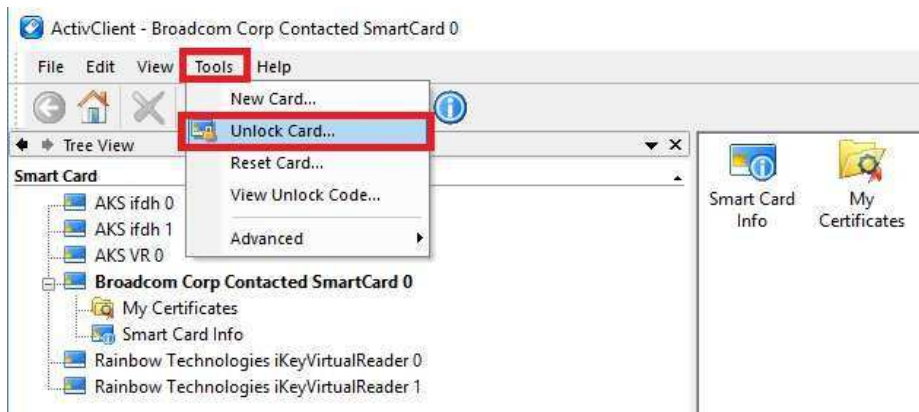 ActivClient - Broadcom Corp Contacted SmartCard 0
File Edit View Tools Help
New Card...
Unlock Card...
Reset Card...
View Unlock Code...
Advanced
Tree View
Smart Card
AKS ifdh 0
AKS ifdh 1
AKS VR 0
Broadcom Corp Contacted SmartCard 0
My Certificates
Smart Card Info
Rainbow Technologies iKeyVirtualReader 0
Rainbow Technologies iKeyVirtualReader 1
Smart Card
Info
My
Certificates